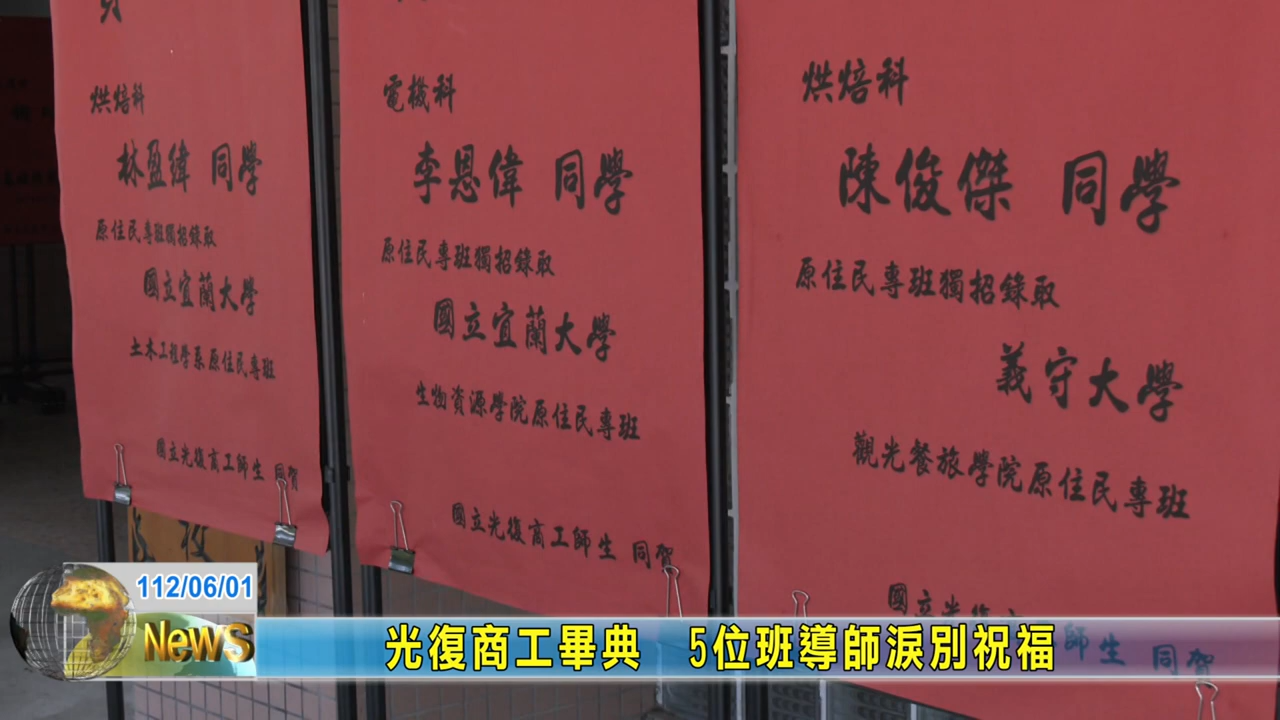 烘焙科
林盈緯 同學
原住民專班獨招錄取
國立宜蘭大學
土木工程學系原住民專班
國立光復商工師生 同賀
電機科
李恩偉 同學
原住民專班獨招錄取
國立宜蘭大學
生物資源學院原住民專班
國立光復商工師生 同賀
烘焙科
陳俊傑 同學
原住民專班獨招錄取
義守大學
觀光餐旅學院原住民專班
國立光復 師生 同賀
112/06/01
NewS
光復商工畢典 5位班導師淚別祝福